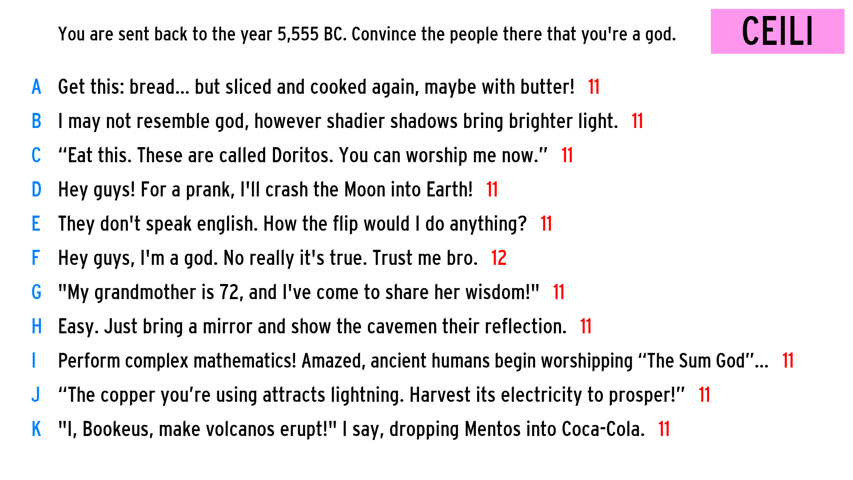 You are sent back to the year 5,555 BC. Convince the people there that you're a god.
CEILI
A Get this: bread... but sliced and cooked again, maybe with butter! 11
B I may not resemble god, however shadier shadows bring brighter light. 11
C “Eat this. These are called Doritos. You can worship me now.” 11
D Hey guys! For a prank, I'll crash the Moon into Earth! 11
E They don't speak english. How the flip would I do anything? 11
F Hey guys, I'm a god. No really it's true. Trust me bro. 12
G "My grandmother is 72, and I've come to share her wisdom!" 11
H Easy. Just bring a mirror and show the cavemen their reflection. 11
I Perform complex mathematics! Amazed, ancient humans begin worshipping “The Sum God”... 11
J “The copper you’re using attracts lightning. Harvest its electricity to prosper!” 11
K "I, Bookeus, make volcanos erupt!" I say, dropping Mentos into Coca-Cola. 11